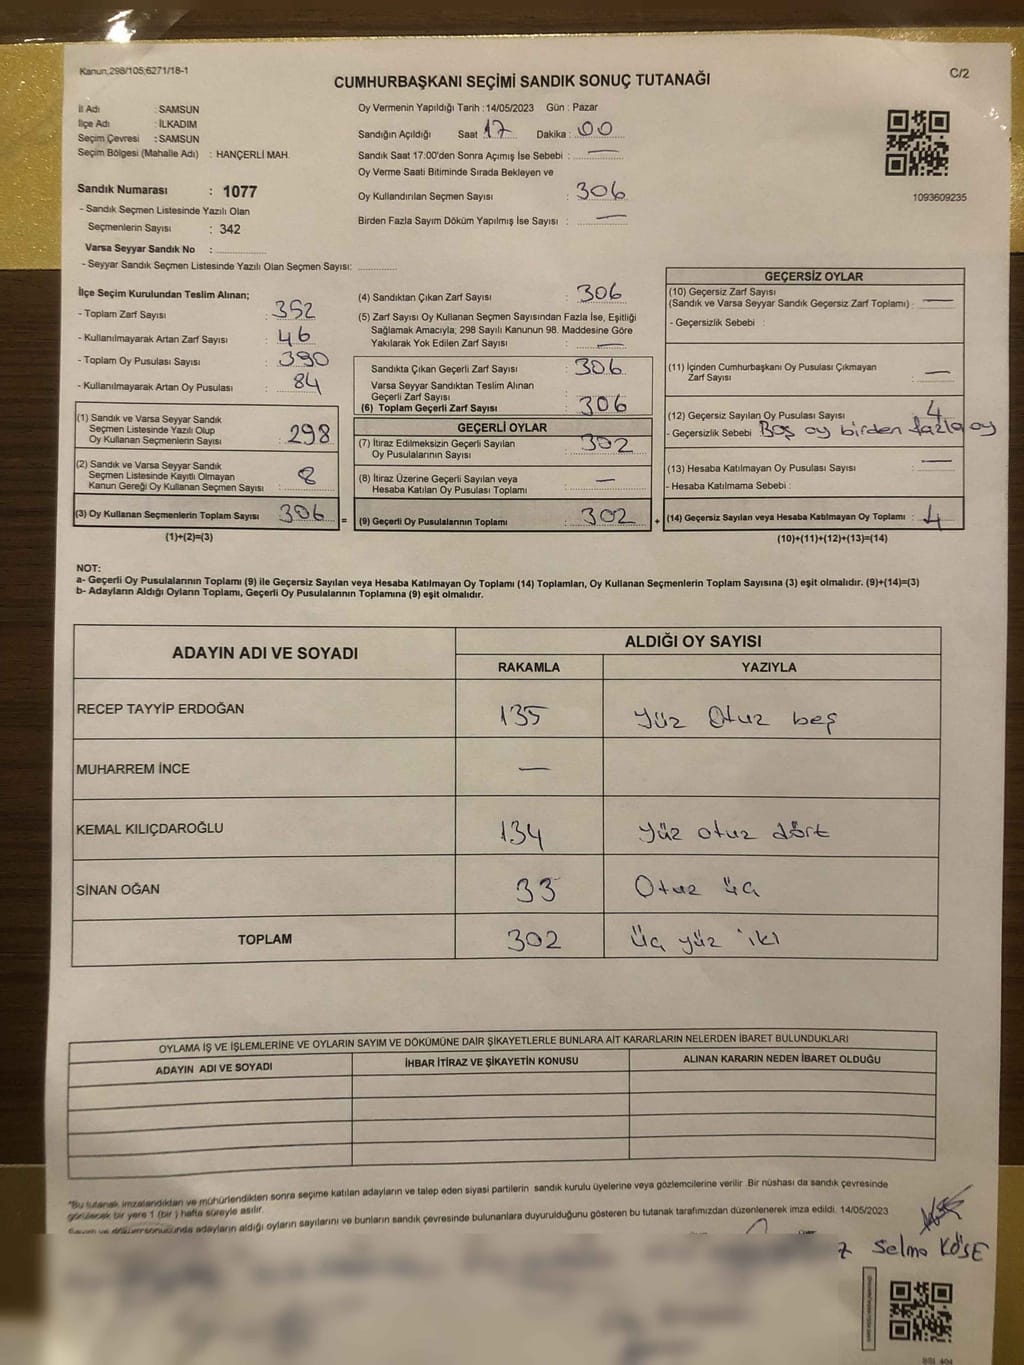 Kanun;298/105;6271/18-1
C/2
CUMHURBAŞKANI SEÇİMİ SANDIK SONUÇ TUTANAĞI
İl Adı : SAMSUN
İlçe Adı : İLKADIM
Seçim Çevresi : SAMSUN
Seçim Bölgesi (Mahalle Adı) : HANÇERLİ MAH.
Sandık Numarası : 1077
- Sandık Seçmen Listesinde Yazılı Olan
Seçmenlerin Sayısı : 342
Varsa Seyyar Sandık No :
- Seyyar Sandık Seçmen Listesinde Yazılı Olan Seçmen Sayısı:
Oy Vermenin Yapıldığı Tarih : 14/05/2023 Gün : Pazar
Sandığın Açıldığı Saat 17 Dakika : 00
Sandık Saat 17:00'den Sonra Açımış İse Sebebi : —
Oy Verme Saati Bitiminde Sırada Bekleyen ve
Oy Kullandırılan Seçmen Sayısı : 306
Birden Fazla Sayım Döküm Yapılmış İse Sayısı : —
1093609235
İlçe Seçim Kurulundan Teslim Alınan;
- Toplam Zarf Sayısı : 352
- Kullanılmayarak Artan Zarf Sayısı : 46
- Toplam Oy Pusulası Sayısı : 390
- Kullanılmayarak Artan Oy Pusulası : 84
(1) Sandık ve Varsa Seyyar Sandık
Seçmen Listesinde Yazılı Olup
Oy Kullanan Seçmenlerin Sayısı : 298
(2) Sandık ve Varsa Seyyar Sandık
Seçmen Listesinde Kayıtlı Olmayan
Kanun Gereği Oy Kullanan Seçmen Sayısı : 8
(3) Oy Kullanan Seçmenlerin Toplam Sayısı : 306 =
(1)+(2)=(3)
(4) Sandıktan Çıkan Zarf Sayısı : 306
(5) Zarf Sayısı Oy Kullanan Seçmen Sayısından Fazla İse, Eşitliği
Sağlamak Amacıyla; 298 Sayılı Kanunun 98. Maddesine Göre
Yakılarak Yok Edilen Zarf Sayısı : —
Sandıkta Çıkan Geçerli Zarf Sayısı : 306
Varsa Seyyar Sandıktan Teslim Alınan
Geçerli Zarf Sayısı :
(6) Toplam Geçerli Zarf Sayısı : 306
GEÇERLİ OYLAR
(7) İtiraz Edilmeksizin Geçerli Sayılan
Oy Pusulalarının Sayısı : 302
(8) İtiraz Üzerine Geçerli Sayılan veya
Hesaba Katılan Oy Pusulası Toplamı : —
(9) Geçerli Oy Pusulalarının Toplamı : 302 +
GEÇERSİZ OYLAR
(10) Geçersiz Zarf Sayısı
(Sandık ve Varsa Seyyar Sandık Geçersiz Zarf Toplamı) : —
- Geçersizlik Sebebi :
(11) İçinden Cumhurbaşkanı Oy Pusulası Çıkmayan
Zarf Sayısı : —
(12) Geçersiz Sayılan Oy Pusulası Sayısı : 4
- Geçersizlik Sebebi Boş oy birden fazla oy
(13) Hesaba Katılmayan Oy Pusulası Sayısı : —
- Hesaba Katılmama Sebebi :
(14) Geçersiz Sayılan veya Hesaba Katılmayan Oy Toplamı : 4
(10)+(11)+(12)+(13)=(14)
NOT:
a- Geçerli Oy Pusulalarının Toplamı (9) ile Geçersiz Sayılan veya Hesaba Katılmayan Oy Toplamı (14) Toplamları, Oy Kullanan Seçmenlerin Toplam Sayısına (3) eşit olmalıdır. (9)+(14)=(3)
b- Adayların Aldığı Oyların Toplamı, Geçerli Oy Pusulalarının Toplamına (9) eşit olmalıdır.
ADAYIN ADI VE SOYADI
ALDIĞI OY SAYISI
RAKAMLA YAZIYLA
RECEP TAYYİP ERDOĞAN 135 Yüz Otuz beş
MUHARREM İNCE —
KEMAL KILIÇDAROĞLU 134 Yüz otuz dört
SİNAN OĞAN 33 Otuz üç
TOPLAM 302 Üç yüz iki
OYLAMA İŞ VE İŞLEMLERİNE VE OYLARIN SAYIM VE DÖKÜMÜNE DAİR ŞİKAYETLERLE BUNLARA AİT KARARLARIN NELERDEN İBARET BULUNDUKLARI
ADAYIN ADI VE SOYADI İHBAR İTİRAZ VE ŞİKAYETİN KONUSU ALINAN KARARIN NEDEN İBARET OLDUĞU
*Bu tutanak imzalandıktan ve mühürlendikten sonra seçime katılan adayların ve talep eden siyasi partilerin sandık kurulu üyelerine veya gözlemcilerine verilir .Bir nüshası da sandık çevresinde
görülecek bir yere 1 (bir ) hafta süreyle asılır.
Sayım ve döküm sonucunda adayların aldığı oyların sayılarını ve bunların sandık çevresinde bulunanlara duyurulduğunu gösteren bu tutanak tarafımızdan düzenlenerek imza edildi. 14/05/2023
Selma KÖSE